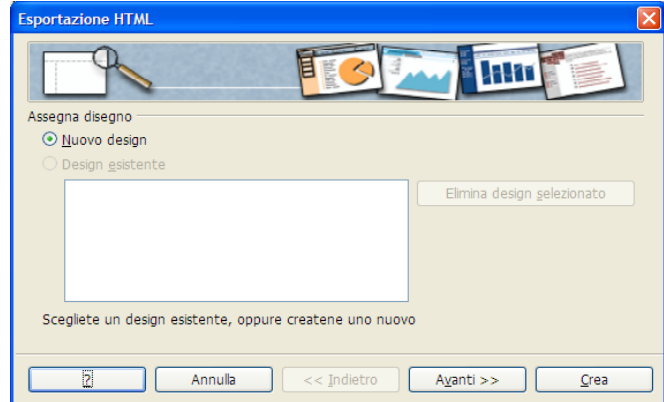 Esportazione HTML
Assegna disegno
Nuovo design
Design esistente
Elimina design selezionato
Scegliete un design esistente, oppure createne uno nuovo
?
Annulla
<< Indietro
Avanti >>
Crea